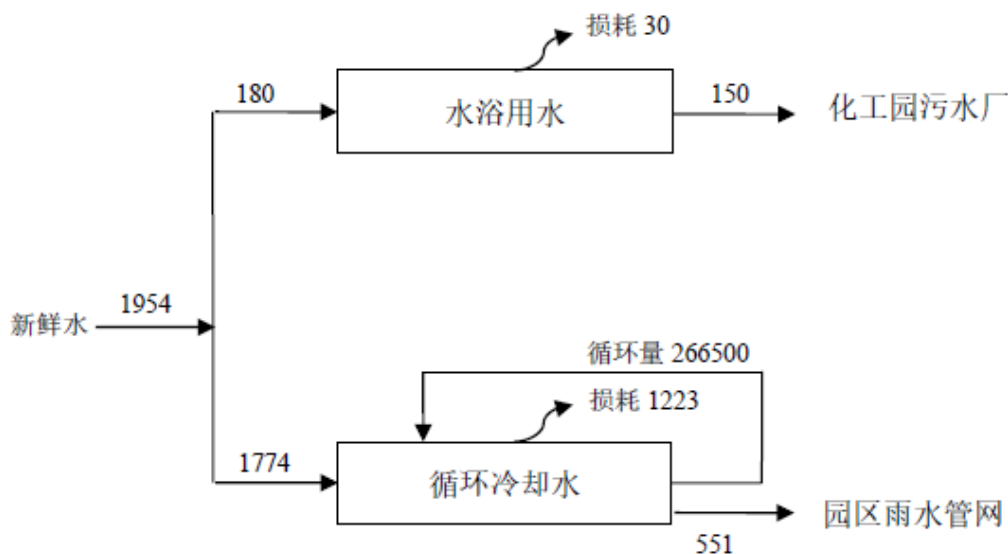 损耗 30
180
水浴用水
150
化工园污水厂
新鲜水
1954
循环量 266500
损耗 1223
1774
循环冷却水
园区雨水管网
551